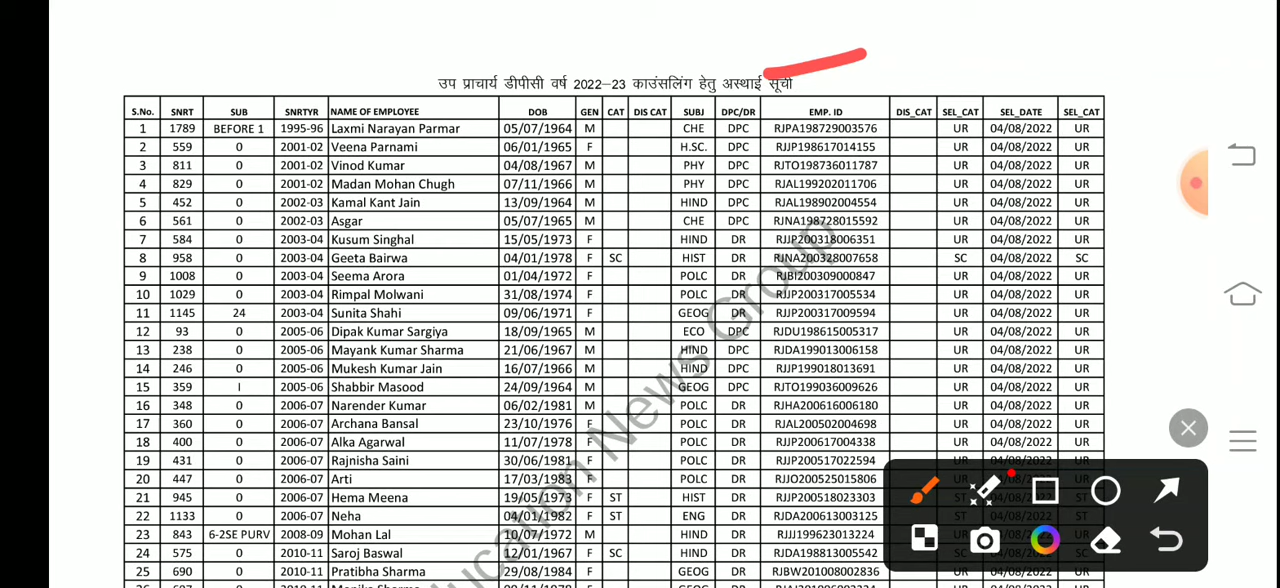 उप प्राचार्य डीपीसी वर्ष 2022–23 काउंसलिंग हेतु अस्थाई सूची
S.No. SNRT SUB SNRTYR NAME OF EMPLOYEE DOB GEN CAT DIS CAT SUBJ DPC/DR EMP. ID DIS_CAT SEL_CAT SEL_DATE SEL_CAT
1 1789 BEFORE 1 1995-96 Laxmi Narayan Parmar 05/07/1964 M CHE DPC RJPA198729003576 UR 04/08/2022 UR
2 559 0 2001-02 Veena Parnami 06/01/1965 F H.SC. DPC RJJP198617014155 UR 04/08/2022 UR
3 811 0 2001-02 Vinod Kumar 04/08/1967 M PHY DPC RJTO198736011787 UR 04/08/2022 UR
4 829 0 2001-02 Madan Mohan Chugh 07/11/1966 M PHY DPC RJAL199202011706 UR 04/08/2022 UR
5 452 0 2002-03 Kamal Kant Jain 13/09/1964 M HIND DPC RJAL198902004554 UR 04/08/2022 UR
6 561 0 2002-03 Asgar 05/07/1965 M CHE DPC RJNA198728015592 UR 04/08/2022 UR
7 584 0 2003-04 Kusum Singhal 15/05/1973 F HIND DR RJJP200318006351 UR 04/08/2022 UR
8 958 0 2003-04 Geeta Bairwa 04/01/1978 F SC HIST DR RJNA200328007658 SC 04/08/2022 SC
9 1008 0 2003-04 Seema Arora 01/04/1972 F POLC DR RJBI200309000847 UR 04/08/2022 UR
10 1029 0 2003-04 Rimpal Molwani 31/08/1974 F POLC DR RJJP200317005534 UR 04/08/2022 UR
11 1145 24 2003-04 Sunita Shahi 09/06/1971 F GEOG DR RJJP200317009594 UR 04/08/2022 UR
12 93 0 2005-06 Dipak Kumar Sargiya 18/09/1965 M ECO DPC RJDU198615005317 UR 04/08/2022 UR
13 238 0 2005-06 Mayank Kumar Sharma 21/06/1967 M HIND DPC RJDA199013006158 UR 04/08/2022 UR
14 246 0 2005-06 Mukesh Kumar Jain 16/07/1966 M HIND DPC RJJP199018013691 UR 04/08/2022 UR
15 359 I 2005-06 Shabbir Masood 24/09/1964 M GEOG DPC RJTO199036009626 UR 04/08/2022 UR
16 348 0 2006-07 Narender Kumar 06/02/1981 M POLC DR RJHA200616006180 UR 04/08/2022 UR
17 360 0 2006-07 Archana Bansal 23/10/1976 F POLC DR RJAL200502004698 UR 04/08/2022 UR
18 400 0 2006-07 Alka Agarwal 11/07/1978 F POLC DR RJJP200617004338 UR 04/08/2022 UR
19 431 0 2006-07 Rajnisha Saini 30/06/1981 F POLC DR RJJP200517022594 UR 04/08/2022 UR
20 447 0 2006-07 Arti 17/03/1983 F POLC DR RJJO200525015806
21 945 0 2006-07 Hema Meena 19/05/1973 F ST HIST DR RJJP200518023303 ST
22 1133 0 2006-07 Neha 04/01/1982 F ST ENG DR RJDA200613003125 ST 04/08/2022 ST
23 843 6-2SE PURV 2008-09 Mohan Lal 10/07/1972 M HIND DR RJJJ199623013224
24 575 0 2010-11 Saroj Baswal 12/01/1967 F SC HIND DR RJDA198813005542
25 690 0 2010-11 Pratibha Sharma 29/08/1984 F GEOG DR RJBW201008002836
ducation News Group